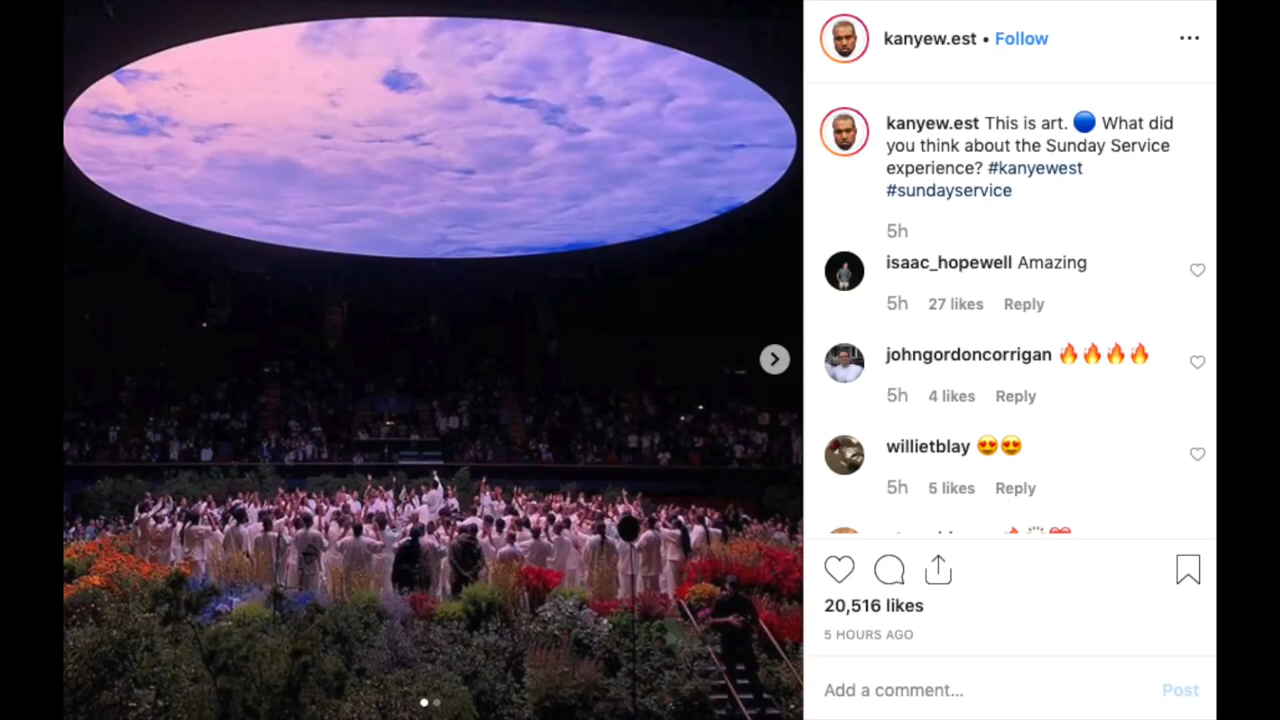 kanyew.est • Follow
kanyew.est This is art. 🔵 What did
you think about the Sunday Service
experience? #kanyewest
#sundayservice
5h
isaac_hopewell Amazing
5h 27 likes Reply
johngordoncorrigan 🔥🔥🔥🔥
5h 4 likes Reply
willietblay 😍😍
5h 5 likes Reply
20,516 likes
5 HOURS AGO
Add a comment... Post